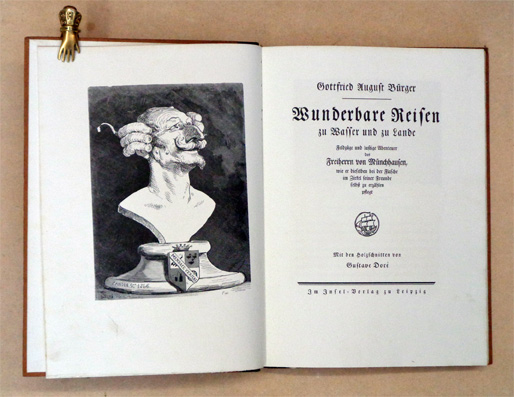 Gottfried August Bürger
Wunderbare Reisen
zu Wasser und zu Lande
Feldzüge und lustige Abenteuer
des
Freiherrn von Münchhausen,
wie er dieselben bei der Flasche
im Zirkel seiner Freunde
selbst zu erzählen
pflegt
Mit den Holzschnitten von
Gustave Doré
Im Insel-Verlag zu Leipzig